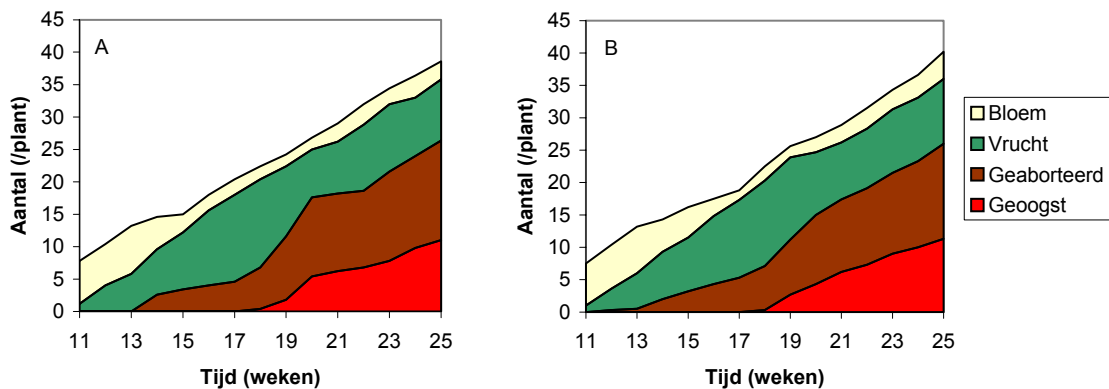 A
Aantal (/plant)
45
40
35
30
25
20
15
10
5
0
11 13 15 17 19 21 23 25
Tijd (weken)
B
Aantal (/plant)
45
40
35
30
25
20
15
10
5
0
11 13 15 17 19 21 23 25
Tijd (weken)
Bloem
Vrucht
Geaborteerd
Geoogst